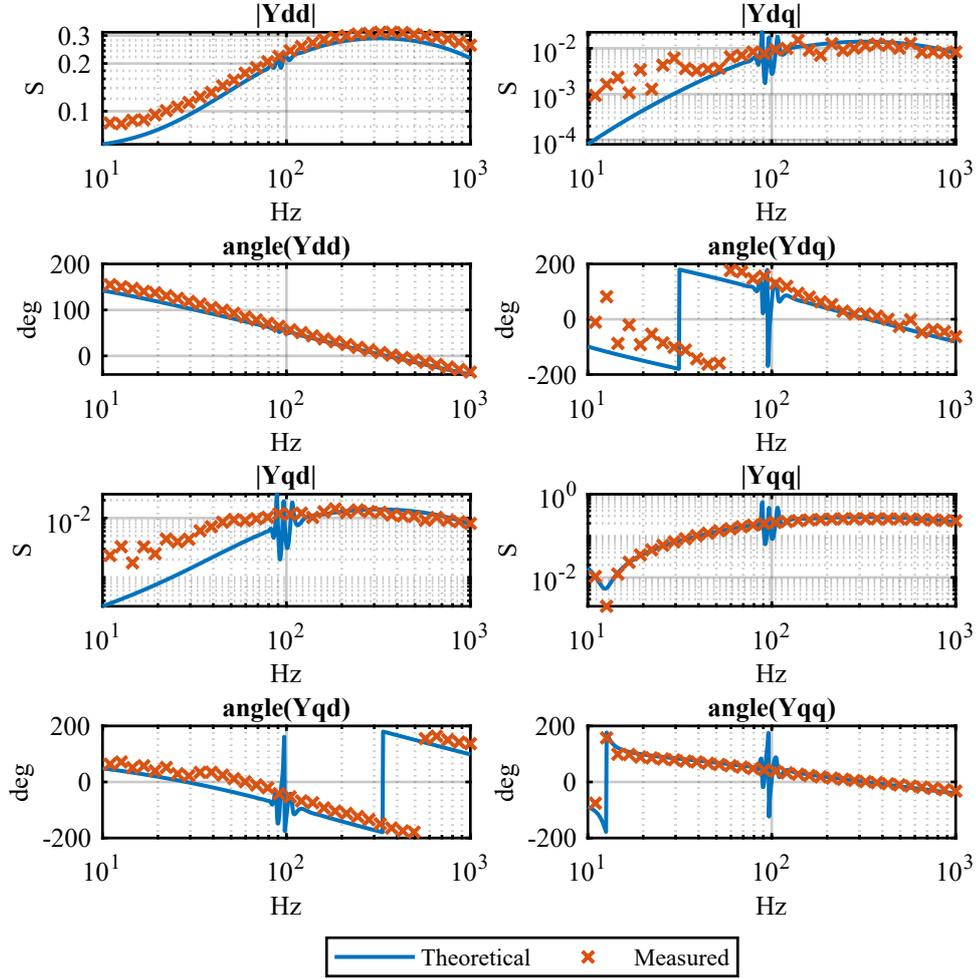 |Ydd|
0.3
0.2
0.1
S
10^1
10^2
10^3
Hz
|Ydq|
10^-2
10^-3
10^-4
S
10^1
10^2
10^3
Hz
angle(Ydd)
200
100
0
deg
10^1
10^2
10^3
Hz
angle(Ydq)
200
0
-200
deg
10^1
10^2
10^3
Hz
|Yqd|
10^-2
S
10^1
10^2
10^3
Hz
|Yqq|
10^0
10^-2
S
10^1
10^2
10^3
Hz
angle(Yqd)
200
0
-200
deg
10^1
10^2
10^3
Hz
angle(Yqq)
200
0
-200
deg
10^1
10^2
10^3
Hz
Theoretical
Measured